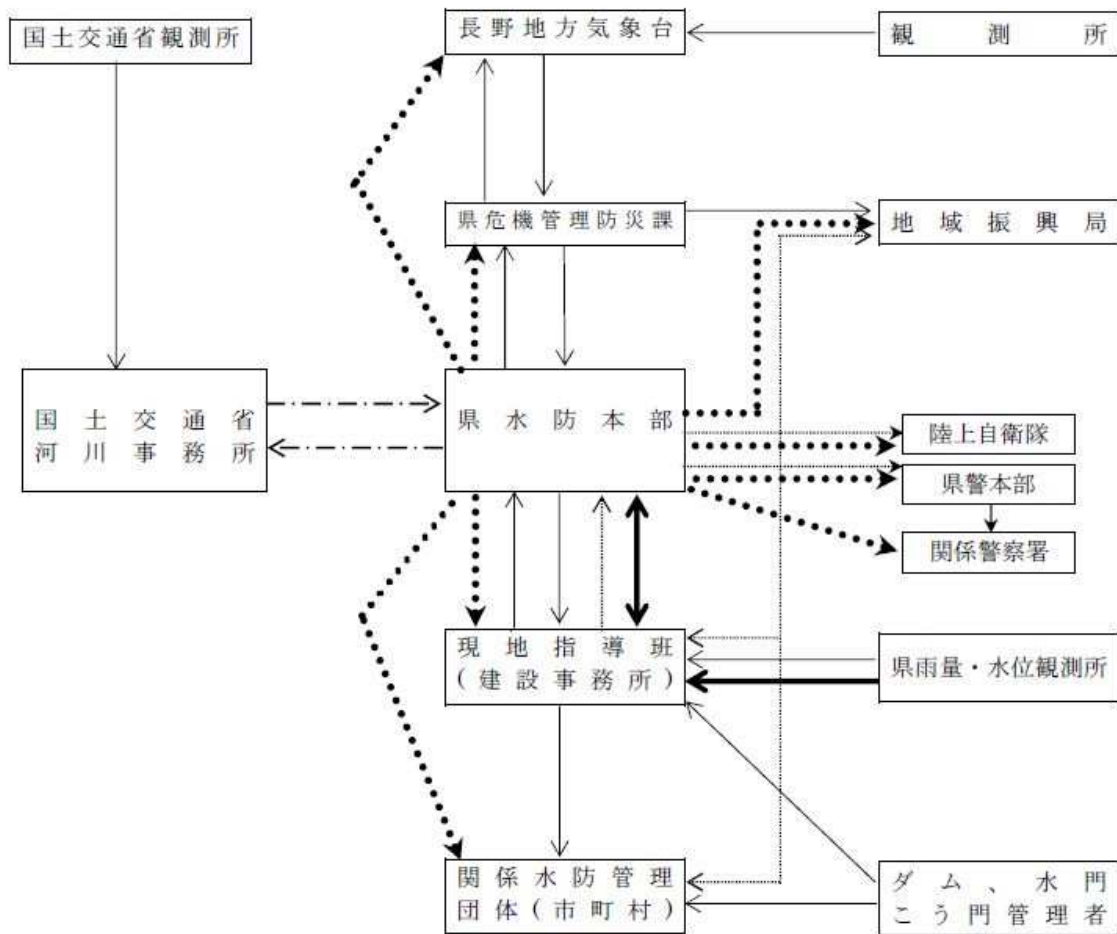 国土交通省観測所
長野地方気象台
観測所
県危機管理防災課
地域振興局
国土交通省
河川事務所
県水防本部
陸上自衛隊
県警本部
関係警察署
現地指導班
(建設事務所)
県雨量・水位観測所
関係水防管理
団体(市町村)
ダム、水門
こう門管理者